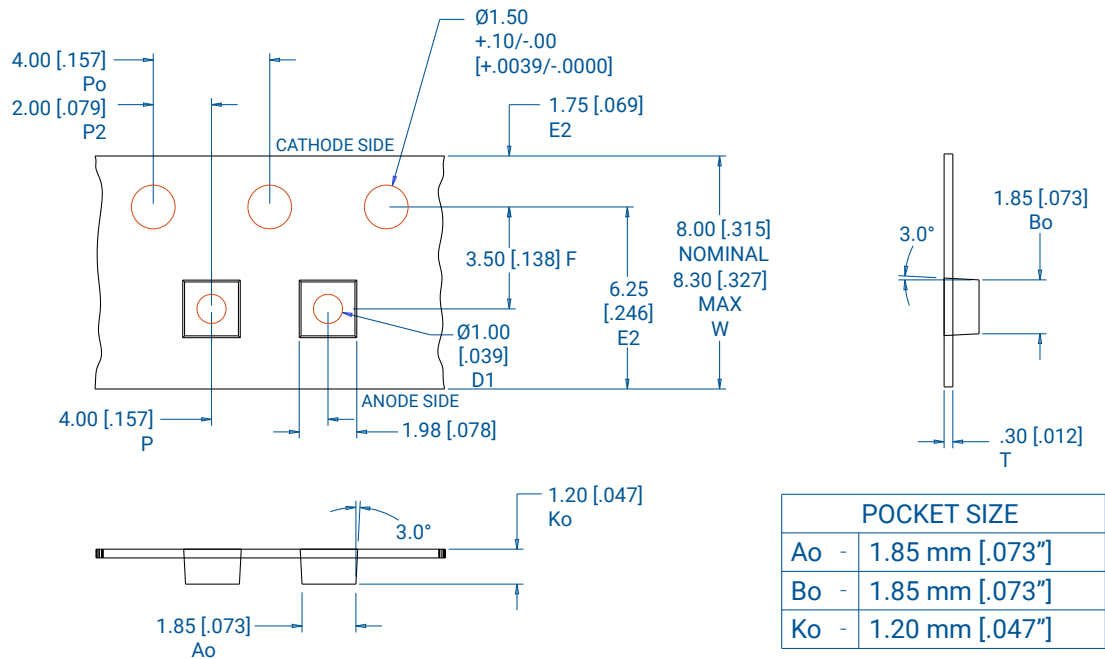 Ø1.50
+.10/-.00
[+.0039/-.0000]
4.00 [.157]
Po
2.00 [.079]
P2
1.75 [.069]
E2
CATHODE SIDE
3.50 [.138] F
6.25
[.246]
E2
8.00 [.315]
NOMINAL
8.30 [.327]
MAX
W
Ø1.00
[.039]
D1
ANODE SIDE
4.00 [.157]
P
1.98 [.078]
1.85 [.073]
Bo
3.0°
.30 [.012]
T
1.20 [.047]
Ko
3.0°
1.85 [.073]
Ao
POCKET SIZE
Ao - 1.85 mm [.073”]
Bo - 1.85 mm [.073”]
Ko - 1.20 mm [.047”]